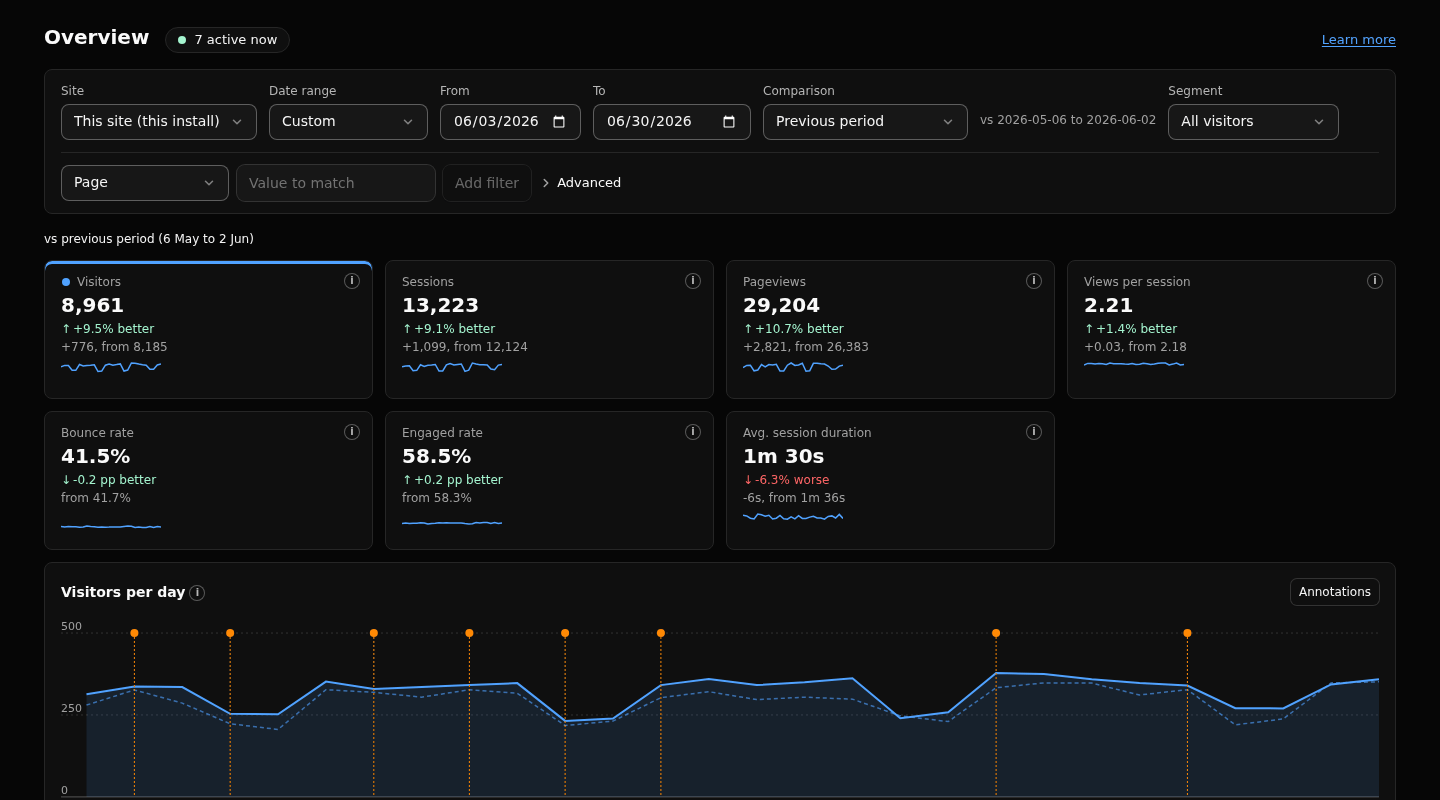 Overview
7 active now
Learn more
Site
Date range
From
To
Comparison
Segment
This site (this install)
Custom
06/03/2026
06/30/2026
Previous period
vs 2026-05-06 to 2026-06-02
All visitors
Page
Value to match
Add filter
Advanced
vs previous period (6 May to 2 Jun)
Visitors
i
8,961
↑ +9.5% better
+776, from 8,185
Sessions
i
13,223
↑ +9.1% better
+1,099, from 12,124
Pageviews
i
29,204
↑ +10.7% better
+2,821, from 26,383
Views per session
i
2.21
↑ +1.4% better
+0.03, from 2.18
Bounce rate
i
41.5%
↓ -0.2 pp better
from 41.7%
Engaged rate
i
58.5%
↑ +0.2 pp better
from 58.3%
Avg. session duration
i
1m 30s
↓ -6.3% worse
-6s, from 1m 36s
Visitors per day
i
Annotations
500
250
0